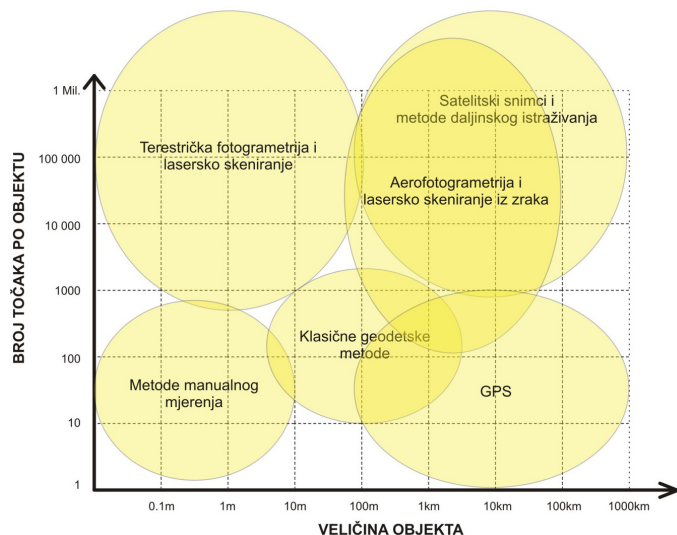 BROJ TOČAKA PO OBJEKTU
1 Mil.
100 000
10 000
1000
100
10
1
Terestrička fotogrametrija i
lasersko skeniranje
Satelitski snimci i
metode daljinskog istraživanja
Aerofotogrametrija i
lasersko skeniranje iz zraka
Klasične geodetske
metode
Metode manualnog
mjerenja
GPS
0.1m
1m
10m
100m
1km
10km
100km
1000km
VELIČINA OBJEKTA